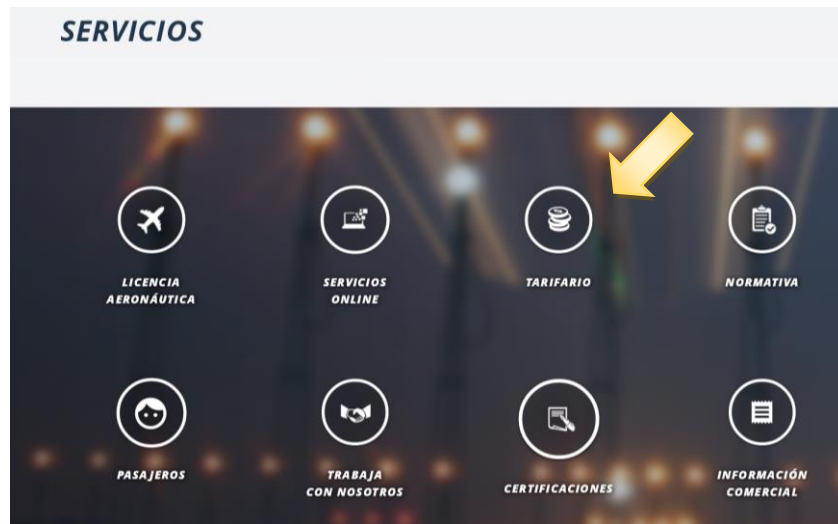 SERVICIOS
LICENCIA
AERONÁUTICA
SERVICIOS
ONLINE
TARIFARIO
NORMATIVA
PASAJEROS
TRABAJA
CON NOSOTROS
CERTIFICACIONES
INFORMACIÓN
COMERCIAL